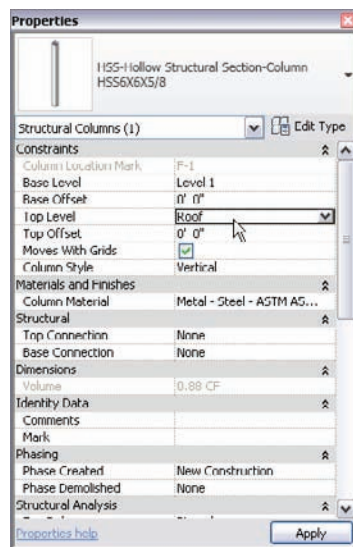 Properties
HSS-Hollow Structural Section-Column
HSS6X6X5/8
Structural Columns (1) Edit Type
Constraints
Column Location Mark F-1
Base Level Level 1
Base Offset 0' 0"
Top Level Roof
Top Offset 0' 0"
Moves With Grids
Column Style Vertical
Materials and Finishes
Column Material Metal - Steel - ASTM A5...
Structural
Top Connection None
Base Connection None
Dimensions
Volume 0.88 CF
Identity Data
Comments
Mark
Phasing
Phase Created New Construction
Phase Demolished None
Structural Analysis
Properties help Apply